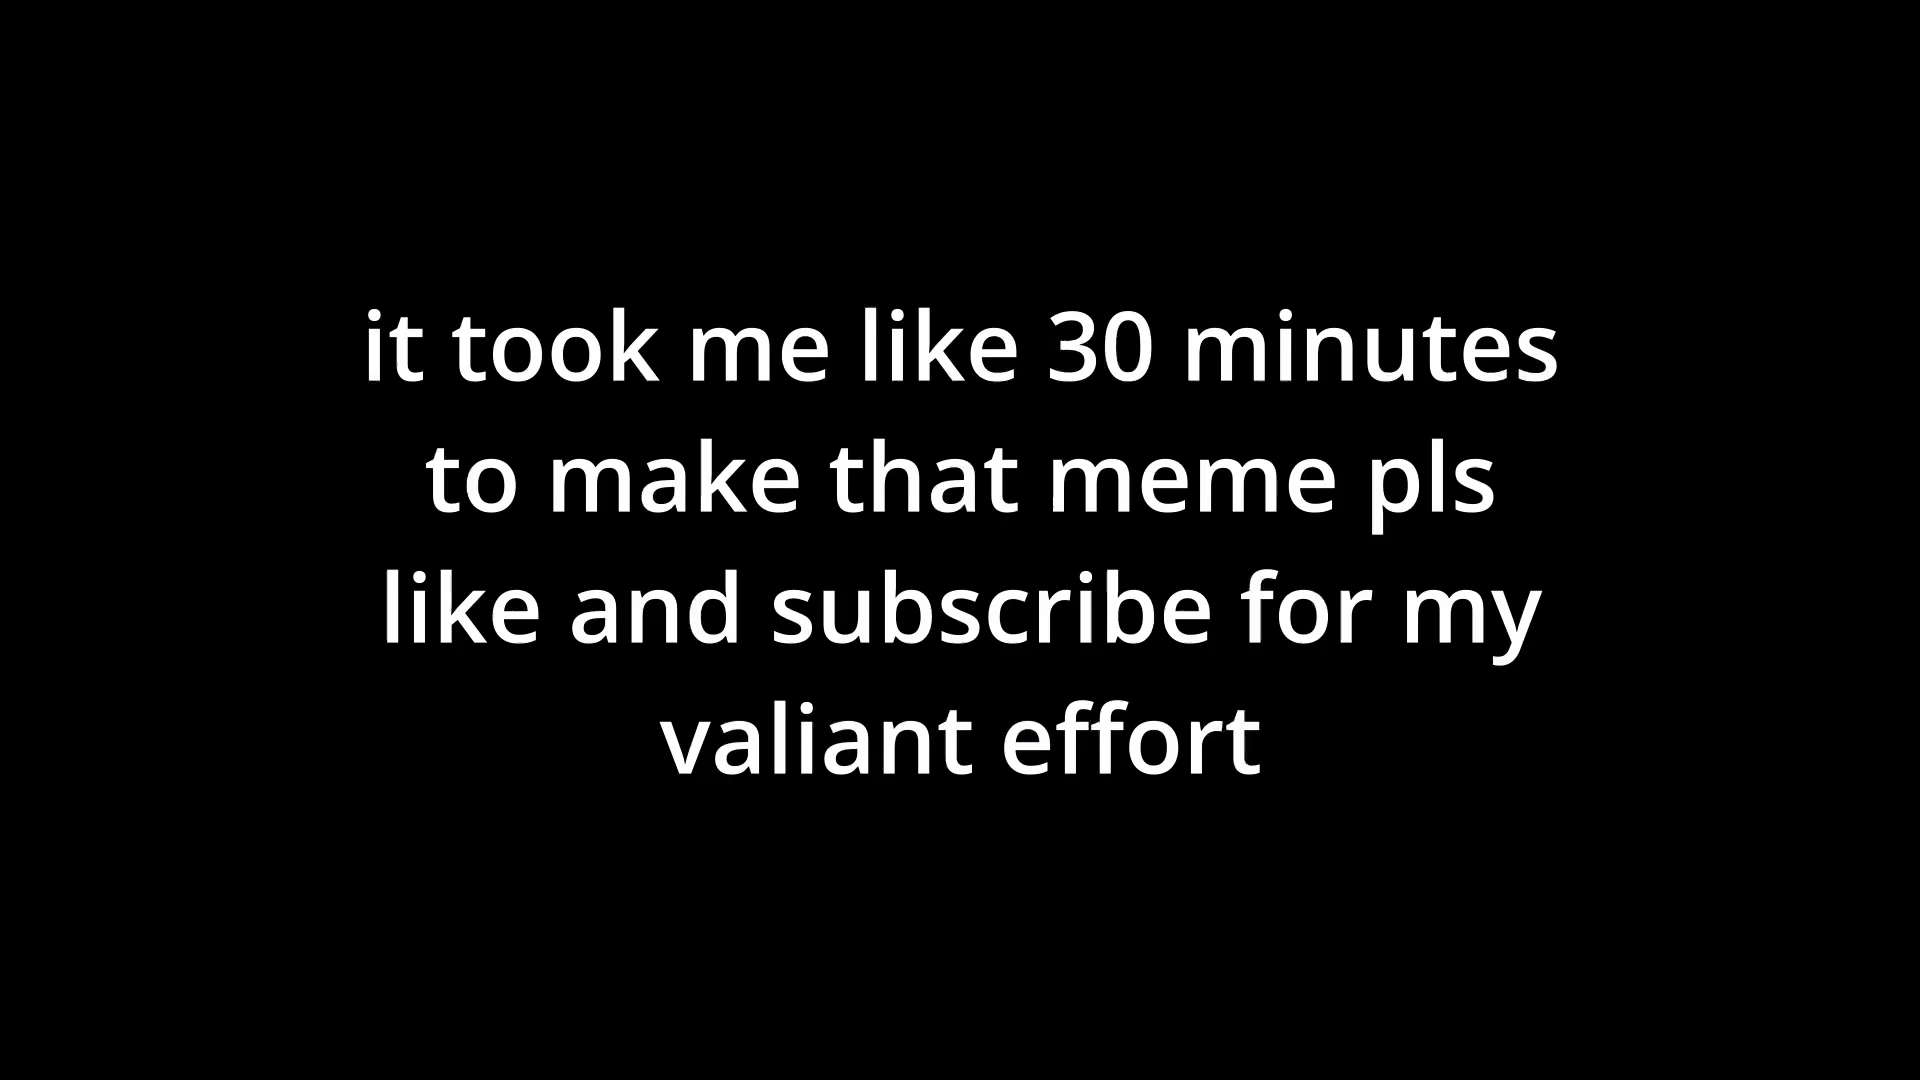 it took me like 30 minutes
to make that meme pls
like and subscribe for my
valiant effort